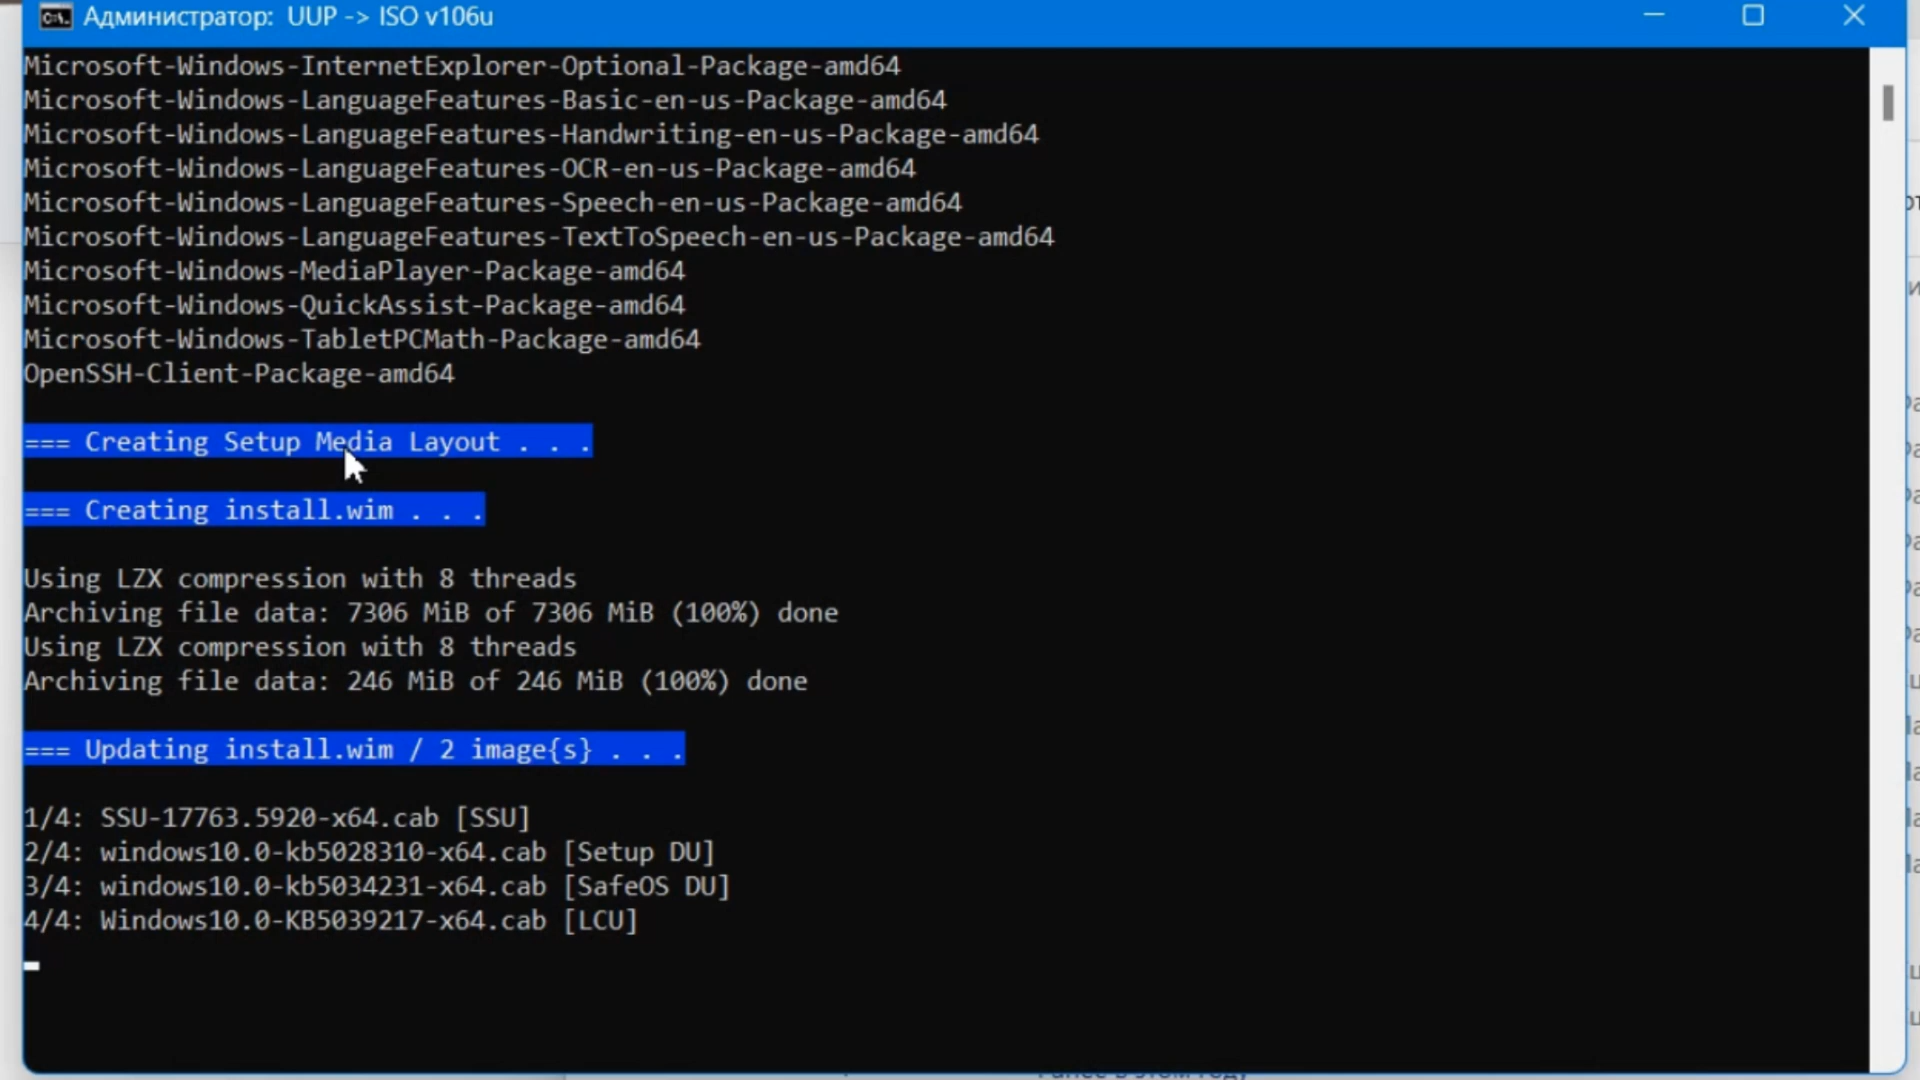 Администратор: UUP -> ISO v106u
Microsoft-Windows-InternetExplorer-Optional-Package-amd64
Microsoft-Windows-LanguageFeatures-Basic-en-us-Package-amd64
Microsoft-Windows-LanguageFeatures-Handwriting-en-us-Package-amd64
Microsoft-Windows-LanguageFeatures-OCR-en-us-Package-amd64
Microsoft-Windows-LanguageFeatures-Speech-en-us-Package-amd64
Microsoft-Windows-LanguageFeatures-TextToSpeech-en-us-Package-amd64
Microsoft-Windows-MediaPlayer-Package-amd64
Microsoft-Windows-QuickAssist-Package-amd64
Microsoft-Windows-TabletPCMath-Package-amd64
OpenSSH-Client-Package-amd64
=== Creating Setup Media Layout . . .
=== Creating install.wim . . .
Using LZX compression with 8 threads
Archiving file data: 7306 MiB of 7306 MiB (100%) done
Using LZX compression with 8 threads
Archiving file data: 246 MiB of 246 MiB (100%) done
=== Updating install.wim / 2 image{s} . . .
1/4: SSU-17763.5920-x64.cab [SSU]
2/4: windows10.0-kb5028310-x64.cab [Setup DU]
3/4: windows10.0-kb5034231-x64.cab [SafeOS DU]
4/4: Windows10.0-KB5039217-x64.cab [LCU]